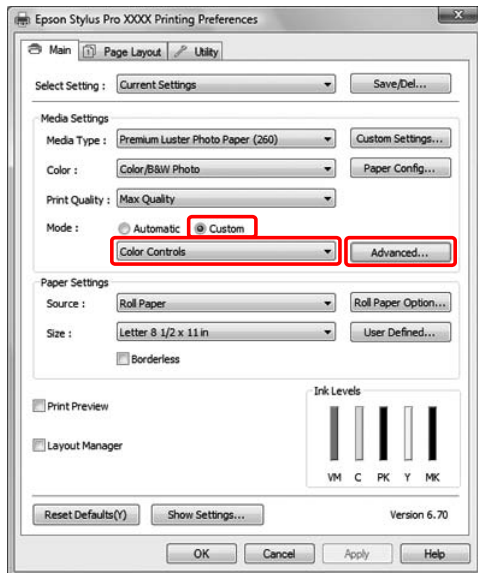 Epson Stylus Pro XXXX Printing Preferences
Main Page Layout Utility
Select Setting : Current Settings Save/Del...
Media Settings
Media Type : Premium Luster Photo Paper (260) Custom Settings...
Color : Color/B&W Photo Paper Config...
Print Quality : Max Quality
Mode : Automatic Custom
Color Controls Advanced...
Paper Settings
Source : Roll Paper Roll Paper Option...
Size : Letter 8 1/2 x 11 in User Defined...
Borderless
Print Preview
Layout Manager
Ink Levels
VM C PK Y MK
Reset Defaults(Y) Show Settings... Version 6.70
OK Cancel Apply Help